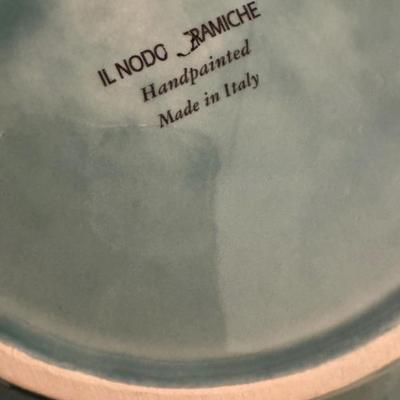 IL NODO CERAMICHE
Handpainted
Made in Italy